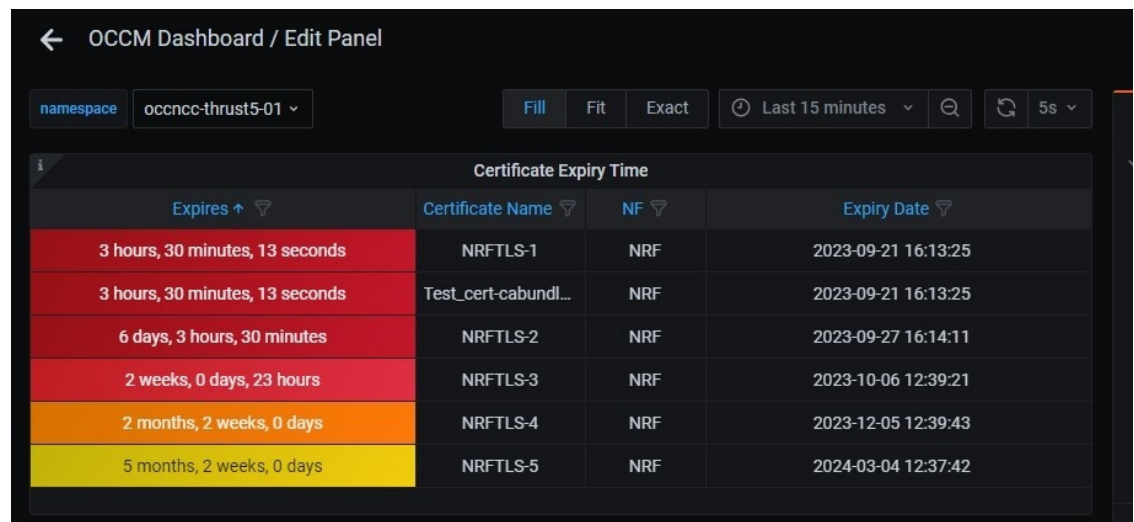 OCCM Dashboard / Edit Panel
namespace occncc-thrust5-01 Fill Fit Exact Last 15 minutes 5s
i
Certificate Expiry Time
Expires Certificate Name NF Expiry Date
3 hours, 30 minutes, 13 seconds NRFTLS-1 NRF 2023-09-21 16:13:25
3 hours, 30 minutes, 13 seconds Test_cert-cabundl... NRF 2023-09-21 16:13:25
6 days, 3 hours, 30 minutes NRFTLS-2 NRF 2023-09-27 16:14:11
2 weeks, 0 days, 23 hours NRFTLS-3 NRF 2023-10-06 12:39:21
2 months, 2 weeks, 0 days NRFTLS-4 NRF 2023-12-05 12:39:43
5 months, 2 weeks, 0 days NRFTLS-5 NRF 2024-03-04 12:37:42